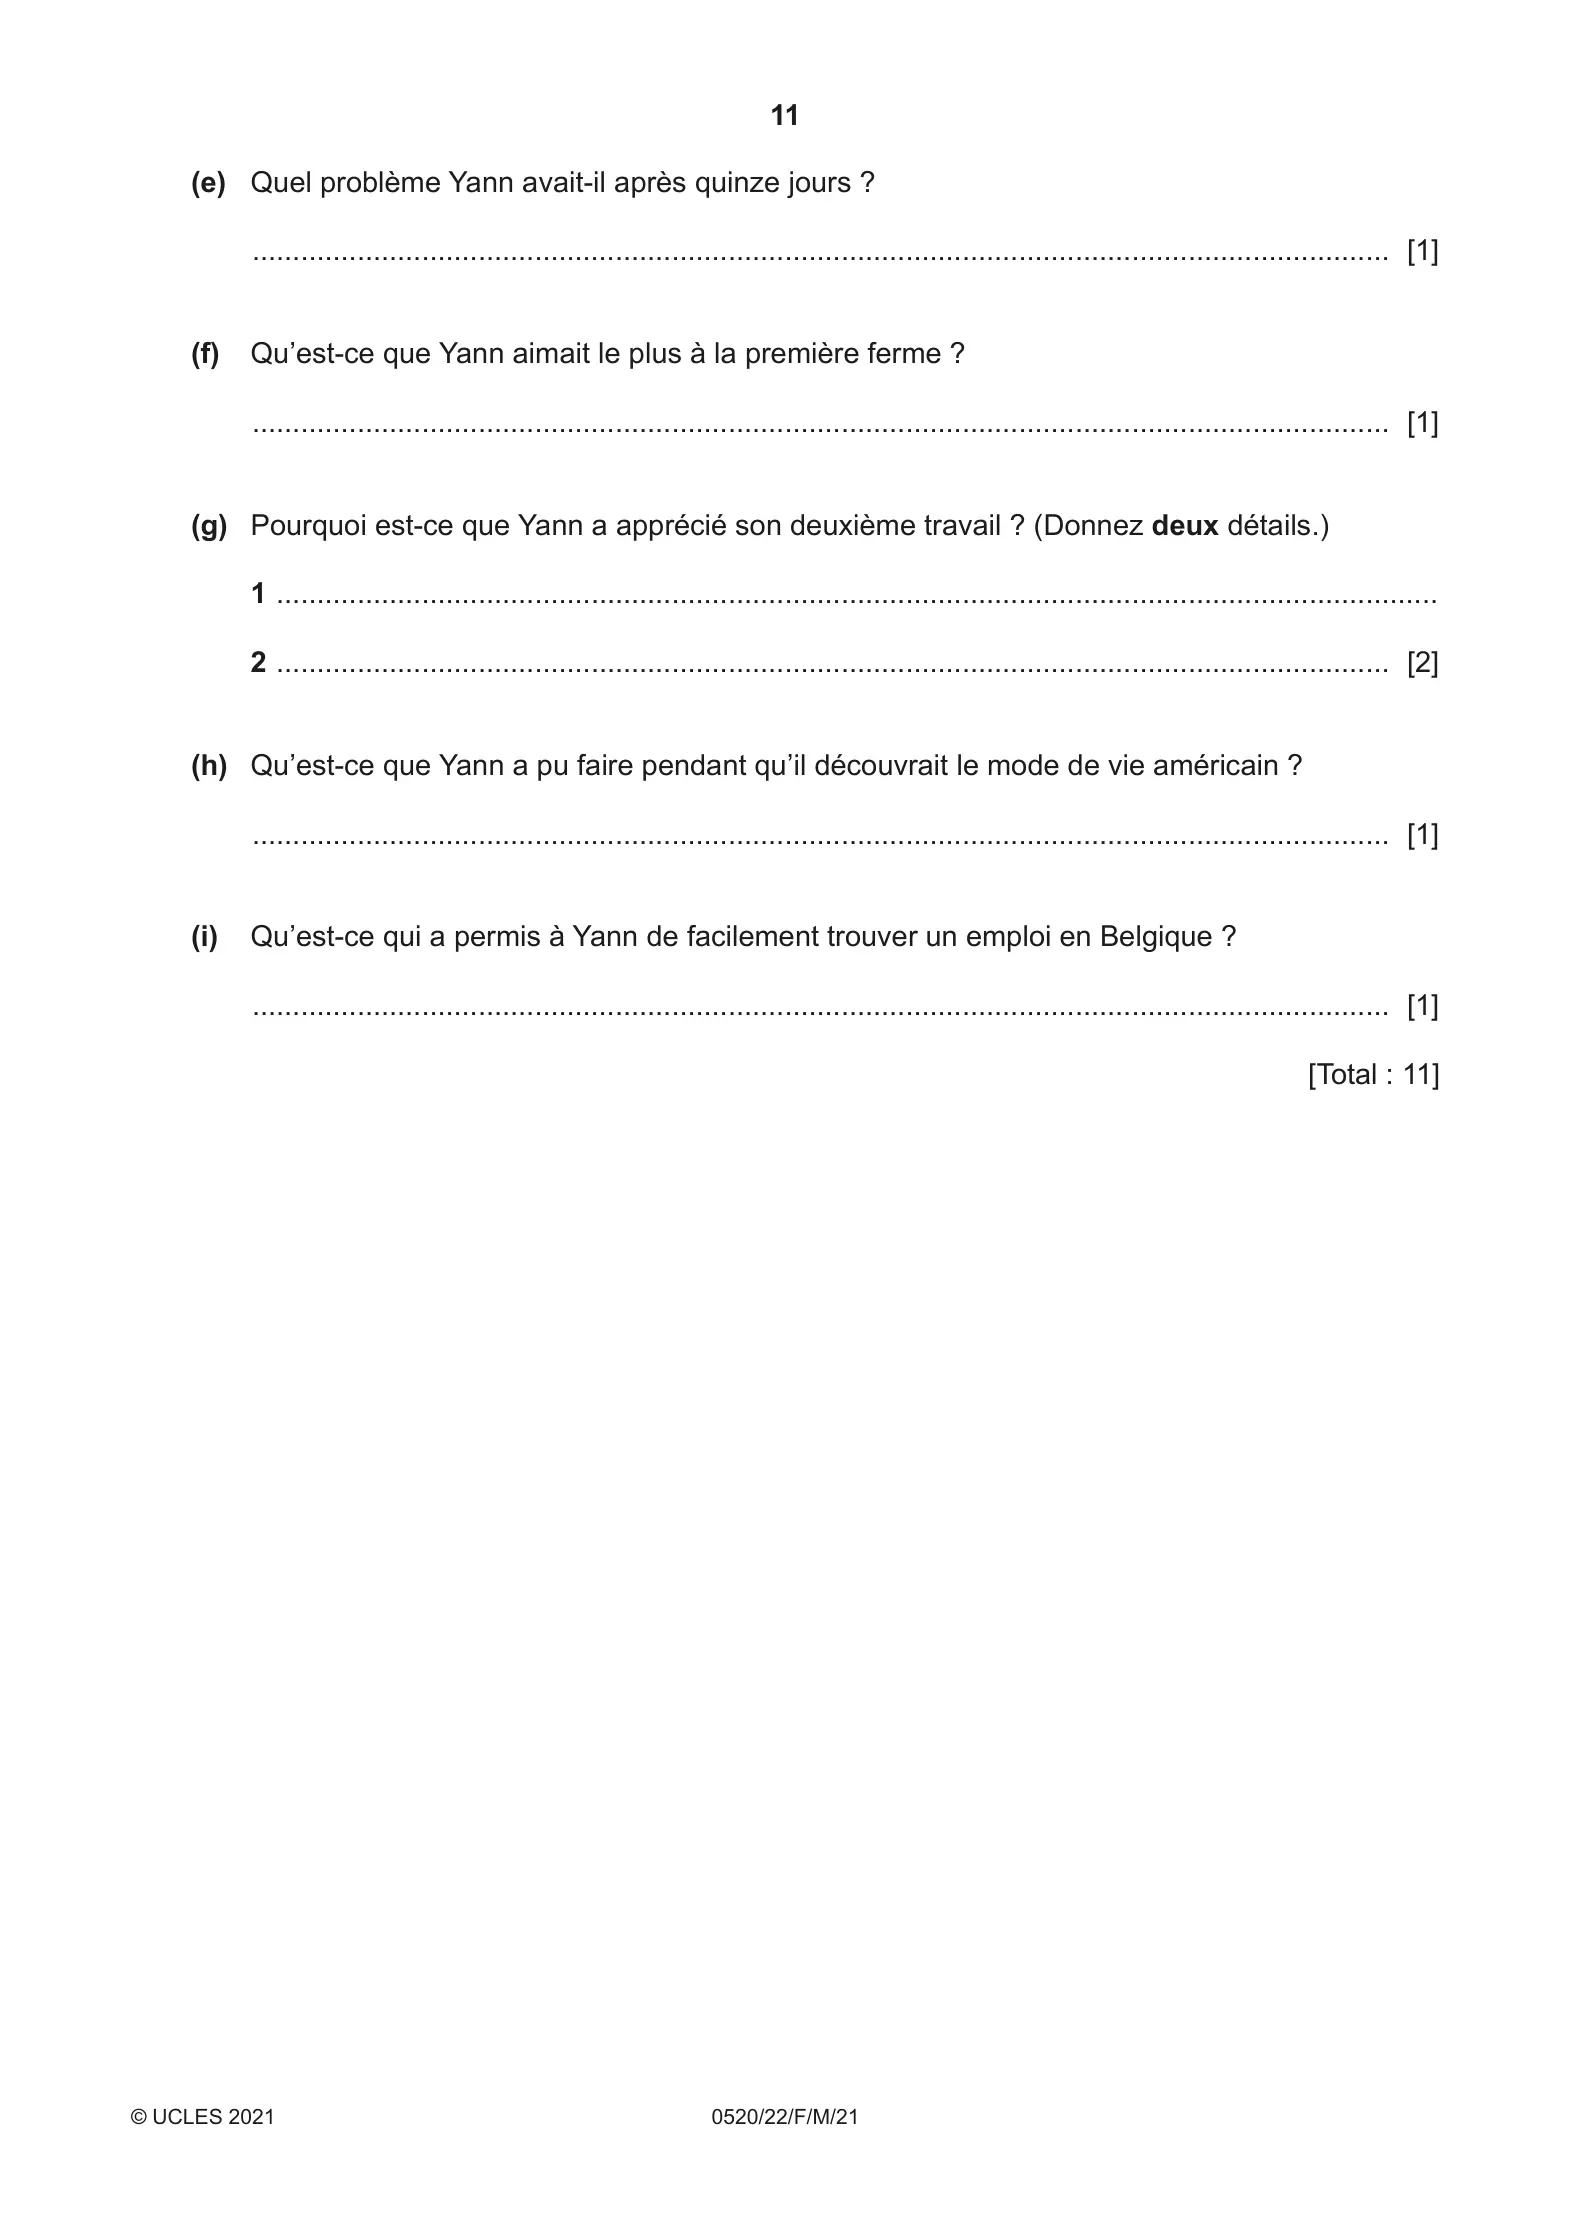 11
(e) Quel problème Yann avait-il après quinze jours ?
.......................................................................................................................................... [1]
(f) Qu’est-ce que Yann aimait le plus à la première ferme ?
.......................................................................................................................................... [1]
(g) Pourquoi est-ce que Yann a apprécié son deuxième travail ? (Donnez deux détails.)
1 ..............................................................................................................................................
2 ....................................................................................................................................... [2]
(h) Qu’est-ce que Yann a pu faire pendant qu’il découvrait le mode de vie américain ?
.......................................................................................................................................... [1]
(i) Qu’est-ce qui a permis à Yann de facilement trouver un emploi en Belgique ?
.......................................................................................................................................... [1]
[Total : 11]
© UCLES 2021 0520/22/F/M/21